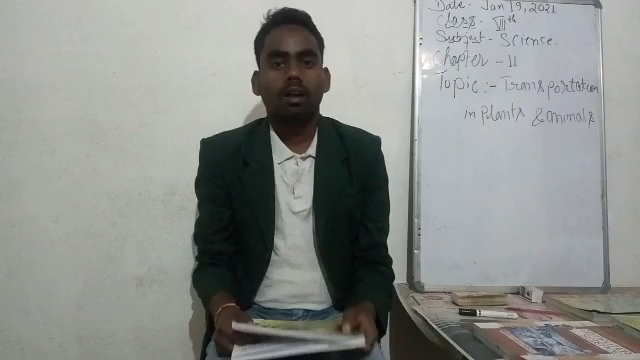 Date - Jan 19, 2021
Class - VIIth
Subject - Science.
Chapter - 11
Topic :- Transportation
in plants & animals